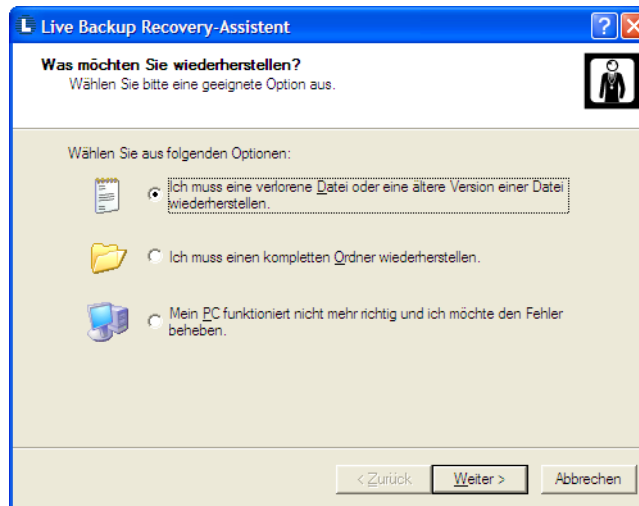 Live Backup Recovery-Assistent
Was möchten Sie wiederherstellen?
Wählen Sie bitte eine geeignete Option aus.
Wählen Sie aus folgenden Optionen:
Ich muss eine verlorene Datei oder eine ältere Version einer Datei
wiederherstellen.
Ich muss einen kompletten Ordner wiederherstellen.
Mein PC funktioniert nicht mehr richtig und ich möchte den Fehler
beheben.
< Zurück Weiter > Abbrechen